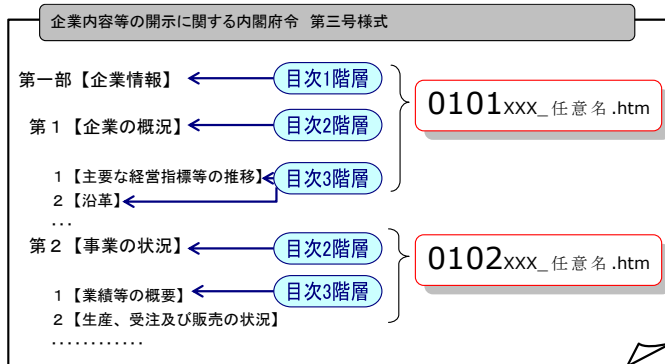 企業内容等の開示に関する内閣府令 第三号様式
第一部【企業情報】
目次1階層
第１【企業の概況】
目次2階層
0101XXX_任意名.htm
１【主要な経営指標等の推移】
目次3階層
２【沿革】
...
第２【事業の状況】
目次2階層
0102XXX_任意名.htm
１【業績等の概要】
目次3階層
２【生産、受注及び販売の状況】
............